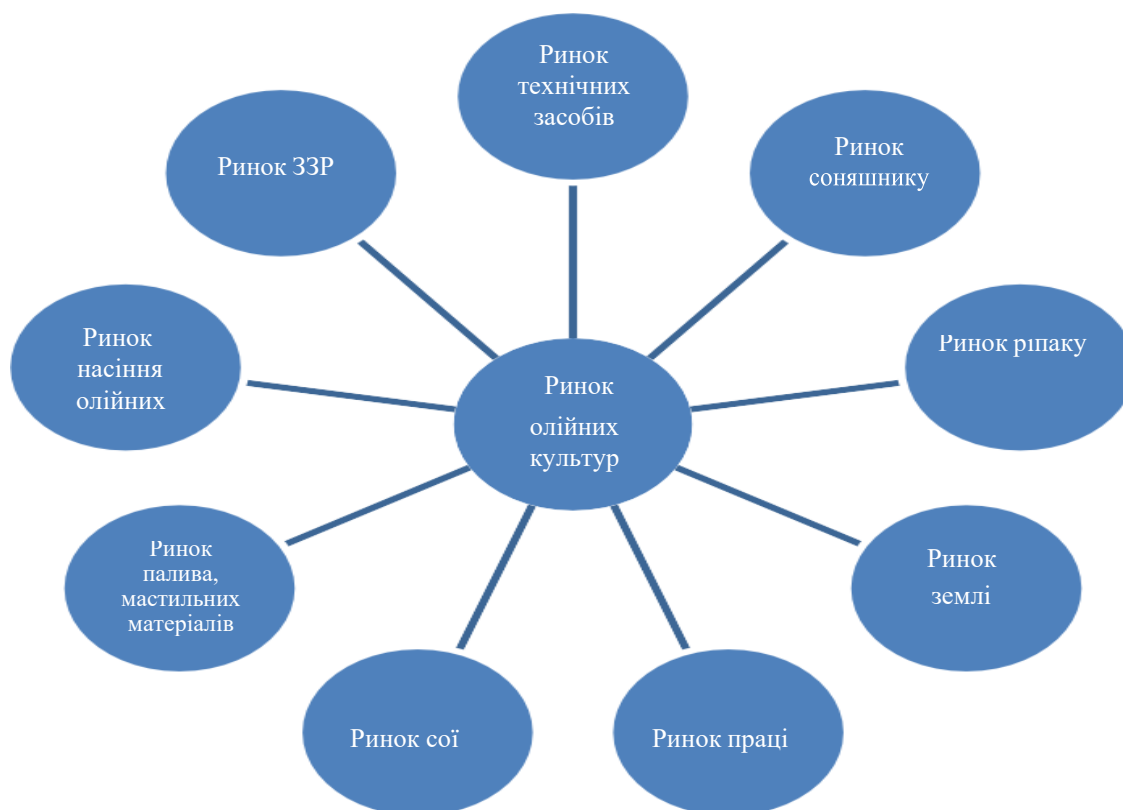 Ринок
технічних
засобів
Ринок ЗЗР
Ринок
соняшнику
Ринок
насіння
олійних
Ринок ріпаку
Ринок
олійних
культур
Ринок
палива,
мастильних
матеріалів
Ринок
землі
Ринок сої
Ринок праці